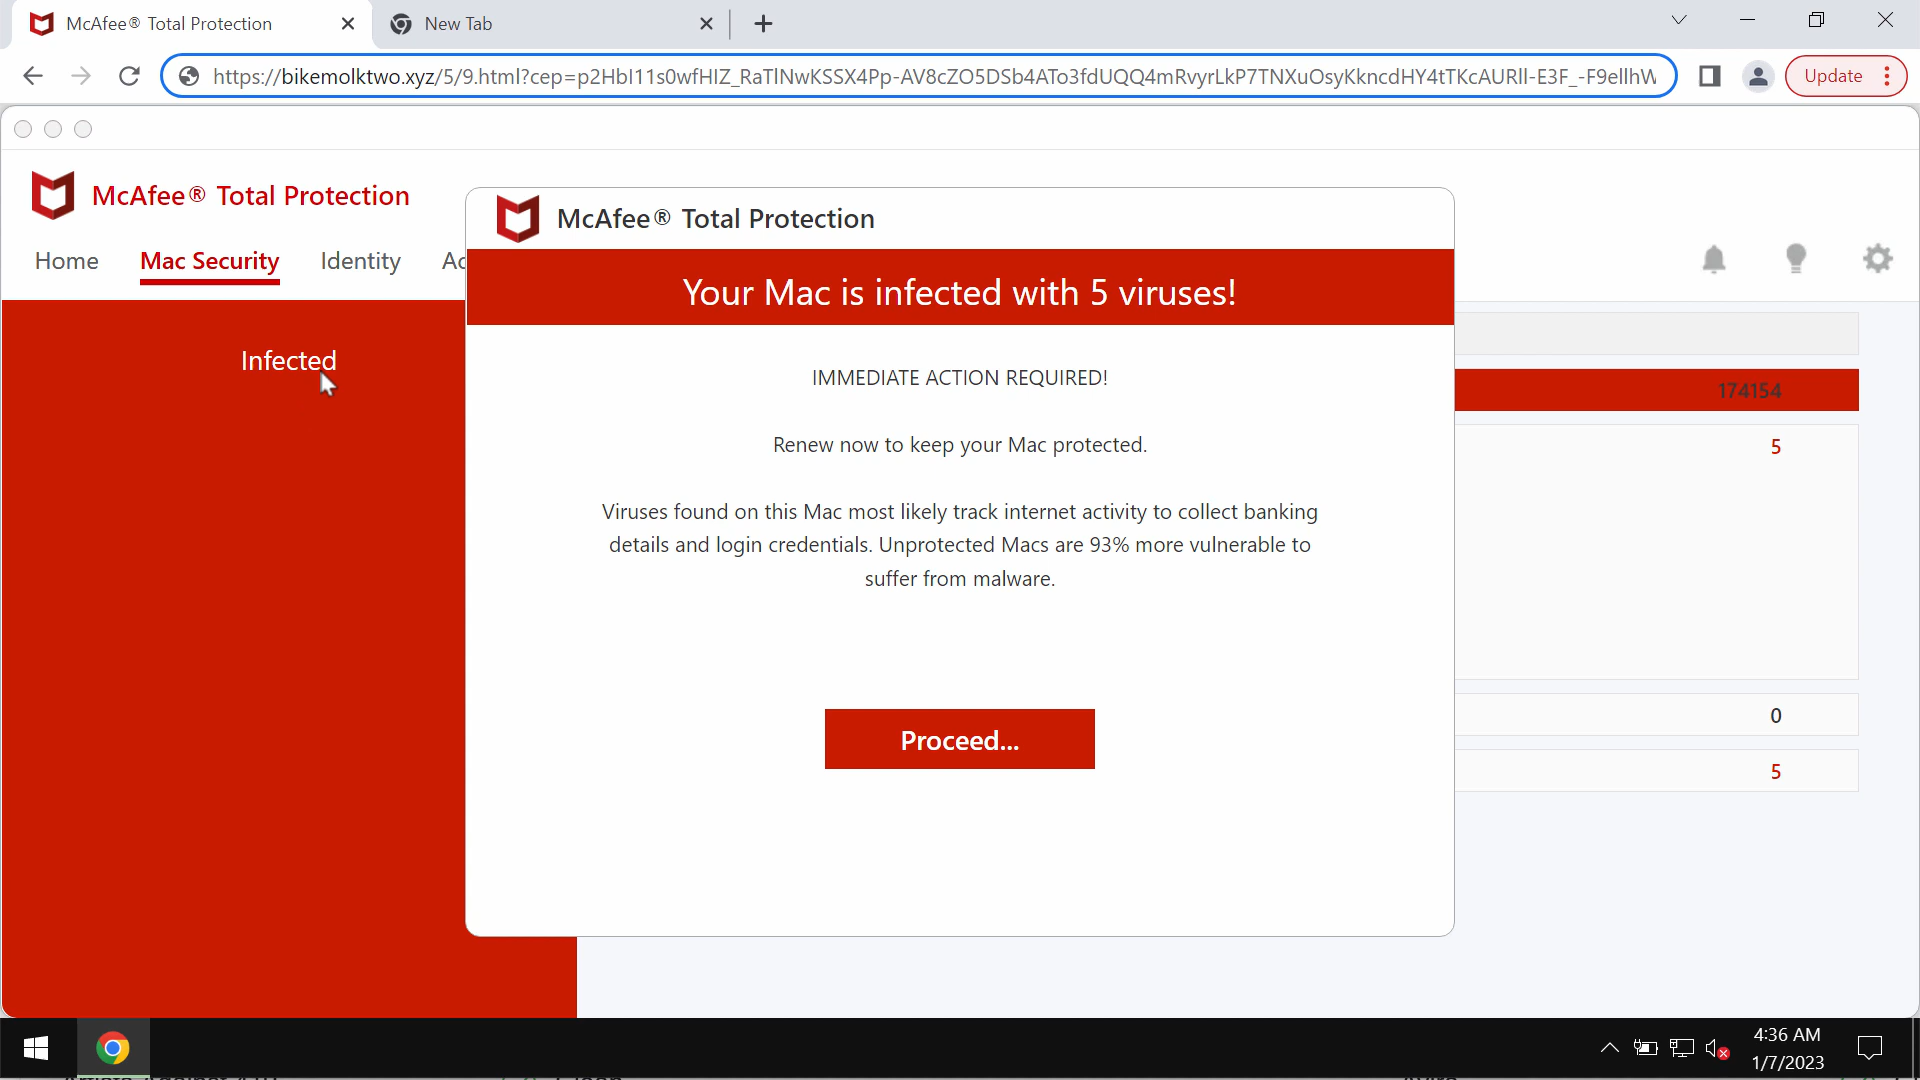 McAfee® Total Protection
New Tab
https://bikemolktwo.xyz/5/9.html?cep=p2HbI11s0wfHIZ_RaTlNwKSSX4Pp-AV8cZO5DSb4ATo3fdUQQ4mRvyrLkP7TNXuOsyKkncdHY4tTKcAURlI-E3F_-F9ellhW
Update
McAfee® Total Protection
McAfee® Total Protection
Home Mac Security Identity Ac
Your Mac is infected with 5 viruses!
Infected
IMMEDIATE ACTION REQUIRED!
174154
Renew now to keep your Mac protected.
5
Viruses found on this Mac most likely track internet activity to collect banking
details and login credentials. Unprotected Macs are 93% more vulnerable to
suffer from malware.
0
Proceed...
5
4:36 AM
1/7/2023